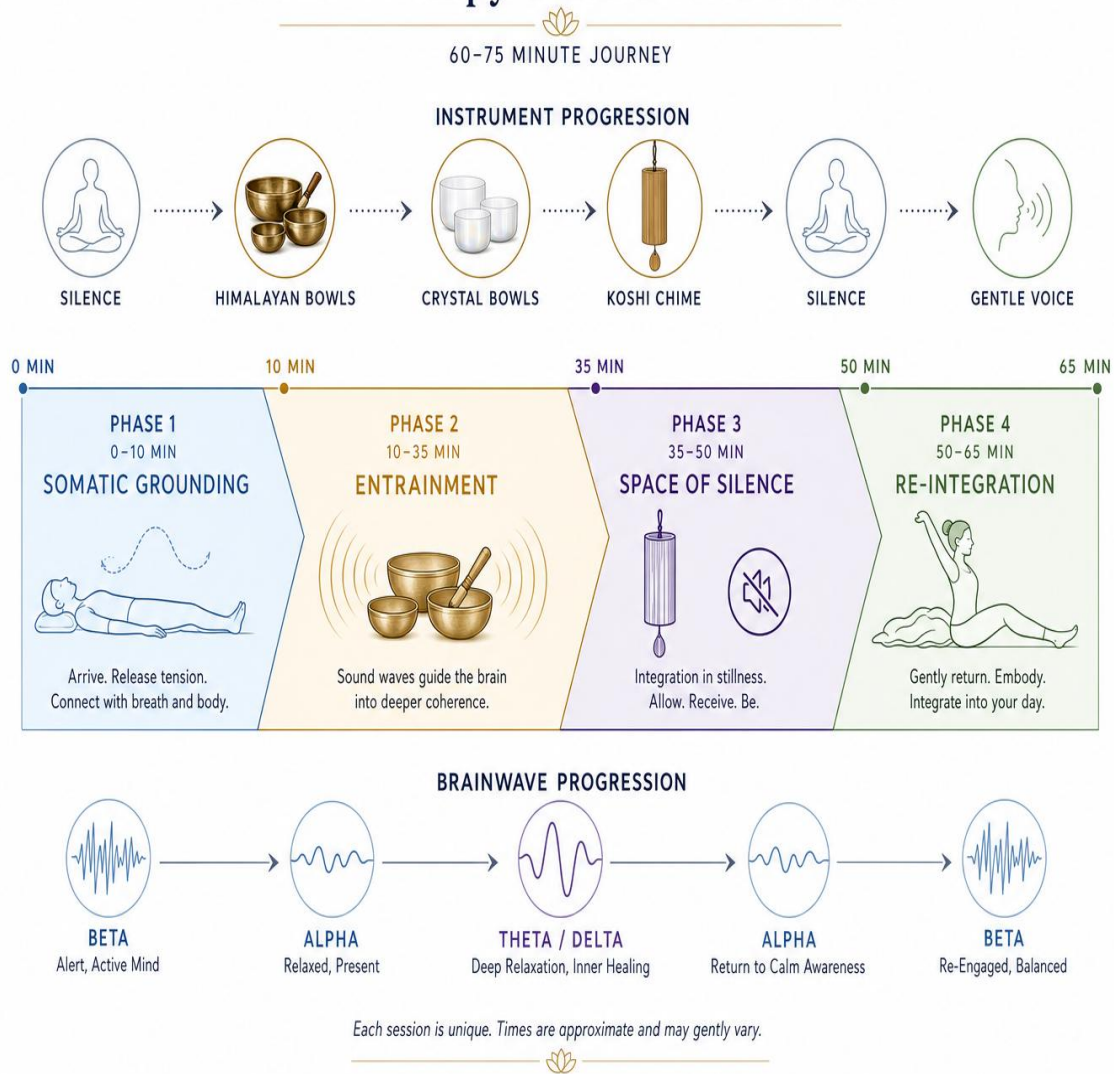 60–75 MINUTE JOURNEY
INSTRUMENT PROGRESSION
SILENCE
HIMALAYAN BOWLS
CRYSTAL BOWLS
KOSHI CHIME
SILENCE
GENTLE VOICE
0 MIN
10 MIN
35 MIN
50 MIN
65 MIN
PHASE 1
0–10 MIN
SOMATIC GROUNDING
Arrive. Release tension.
Connect with breath and body.
PHASE 2
10–35 MIN
ENTRAINMENT
Sound waves guide the brain
into deeper coherence.
PHASE 3
35–50 MIN
SPACE OF SILENCE
Integration in stillness.
Allow. Receive. Be.
PHASE 4
50–65 MIN
RE-INTEGRATION
Gently return. Embody.
Integrate into your day.
BRAINWAVE PROGRESSION
BETA
Alert, Active Mind
ALPHA
Relaxed, Present
THETA / DELTA
Deep Relaxation, Inner Healing
ALPHA
Return to Calm Awareness
BETA
Re-Engaged, Balanced
Each session is unique. Times are approximate and may gently vary.